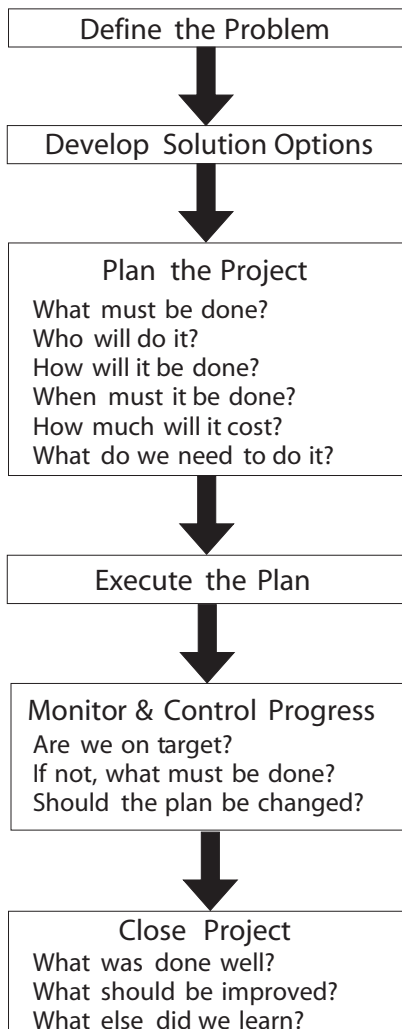 Define the Problem
Develop Solution Options
Plan the Project
What must be done?
Who will do it?
How will it be done?
When must it be done?
How much will it cost?
What do we need to do it?
Execute the Plan
Monitor & Control Progress
Are we on target?
If not, what must be done?
Should the plan be changed?
Close Project
What was done well?
What should be improved?
What else did we learn?